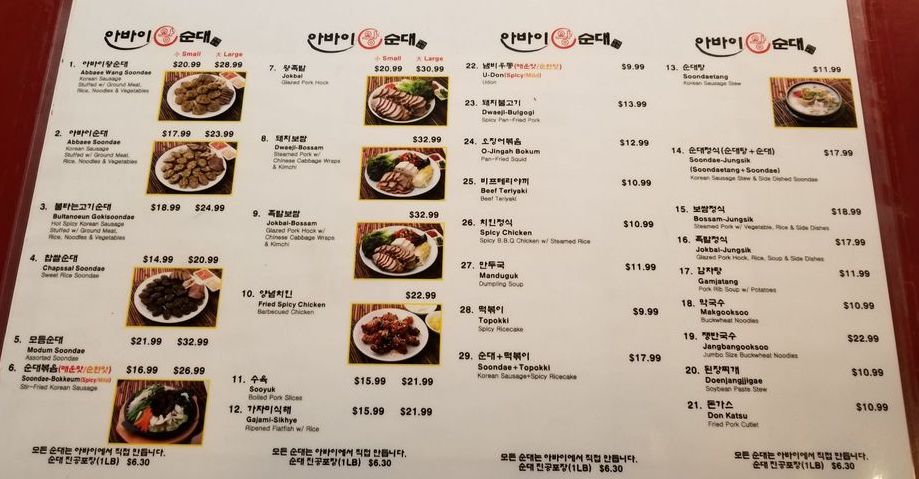 아바이 왕 순대
小 Small 大 Large
1. 아바이왕순대 $20.99 $28.99
Abbaee Wang Soondae
Korean Sausage
Stuffed w/ Ground Meat,
Rice, Noodles & Vegetables
2. 아바이순대 $17.99 $23.99
Abbaee Soondae
Korean Sausage
Stuffed w/ Ground Meat,
Rice, Noodles & Vegetables
3. 불타는고기순대 $18.99 $24.99
Bultanoeun Gokisoondae
Hot Spicy Korean Sausage
Stuffed w/ Ground Meat,
Rice, Noodles & Vegetables
4. 찹쌀순대 $14.99 $20.99
Chapssal Soondae
Sweet Rice Soondae
5. 모듬순대 $21.99 $32.99
Modum Soondae
Assorted Soondae
6. 순대볶음(매운맛/순한맛) $16.99 $26.99
Soondae-Bokkeum(Spicy/Mild)
Stir-Fried Korean Sausage
모든 순대는 아바이에서 직접 만듭니다.
순대 진공포장(1LB) $6.30
아바이 왕 순대
小 Small 大 Large
7. 왕족발 $20.99 $30.99
Jokbal
Glazed Pork Hock
8. 돼지보쌈 $32.99
Dwaeji-Bossam
Steamed Pork w/
Chinese Cabbage Wraps
& Kimchi
9. 족발보쌈 $32.99
Jokbal-Bossam
Glazed Pork Hock w/
Chinese Cabbage Wraps
& Kimchi
10. 양념치킨 $22.99
Fried Spicy Chicken
Barbecued Chicken
11. 수육 $15.99 $21.99
Sooyuk
Boiled Pork Slices
12. 가자미식해 $15.99 $21.99
Gajami-Sikhye
Ripened Flatfish w/ Rice
모든 순대는 아바이에서 직접 만듭니다.
순대 진공포장(1LB) $6.30
아바이 왕 순대
22. 냄비우동(매운맛/순한맛) $9.99
U-Don(Spicy/Mild)
Udon
23. 돼지불고기 $13.99
Dwaeji-Bulgogi
Spicy Pan-Fried Pork
24. 오징어볶음 $12.99
O-Jingah Bokum
Pan-Fried Squid
25. 비프테리야끼 $10.99
Beef Teriyaki
Beef Teriyaki
26. 치킨정식 $10.99
Spicy Chicken
Spicy B.B.Q Chicken w/ Steamed Rice
27. 만두국 $11.99
Manduguk
Dumpling Soup
28. 떡볶이 $9.99
Topokki
Spicy Ricecake
29. 순대+떡볶이 $17.99
Soondae+Topokki
Korean Sausage+Spicy Ricecake
모든 순대는 아바이에서 직접 만듭니다.
순대 진공포장(1LB) $6.30
아바이 왕 순대
13. 순대탕 $11.99
Soondaetang
Korean Sausage Stew
14. 순대정식(순대탕+순대) $17.99
Soondae-Jungsik
(Soondaetang+Soondae)
Korean Sausage Stew & Side Dished Soondae
15. 보쌈정식 $18.99
Bossam-Jungsik
Steamed Pork w/ Vegetable, Rice & Side Dishes
16. 족발정식 $17.99
Jokbal-Jungsik
Glazed Pork Hock, Rice, Soup & Side Dishes
17. 감자탕 $11.99
Gamjatang
Pork Rib Soup w/ Potatoes
18. 막국수 $10.99
Makgooksoo
Buckwheat Noodles
19. 쟁반국수 $22.99
Jangbangooksoo
Jumbo Size Buckwheat Noodles
20. 된장찌개 $10.99
Doenjangjjigae
Soybean Paste Stew
21. 돈가스 $10.99
Don Katsu
Fried Pork Cutlet
모든 순대는 아바이에서 직접 만듭니다.
순대 진공포장(1LB) $6.30